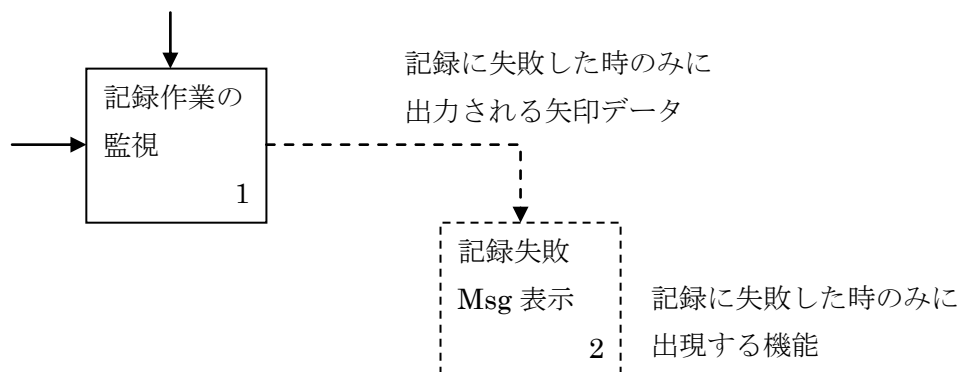 記録作業の
監視
1
記録に失敗した時のみに
出力される矢印データ
記録失敗
Msg 表示
2
記録に失敗した時のみに
出現する機能